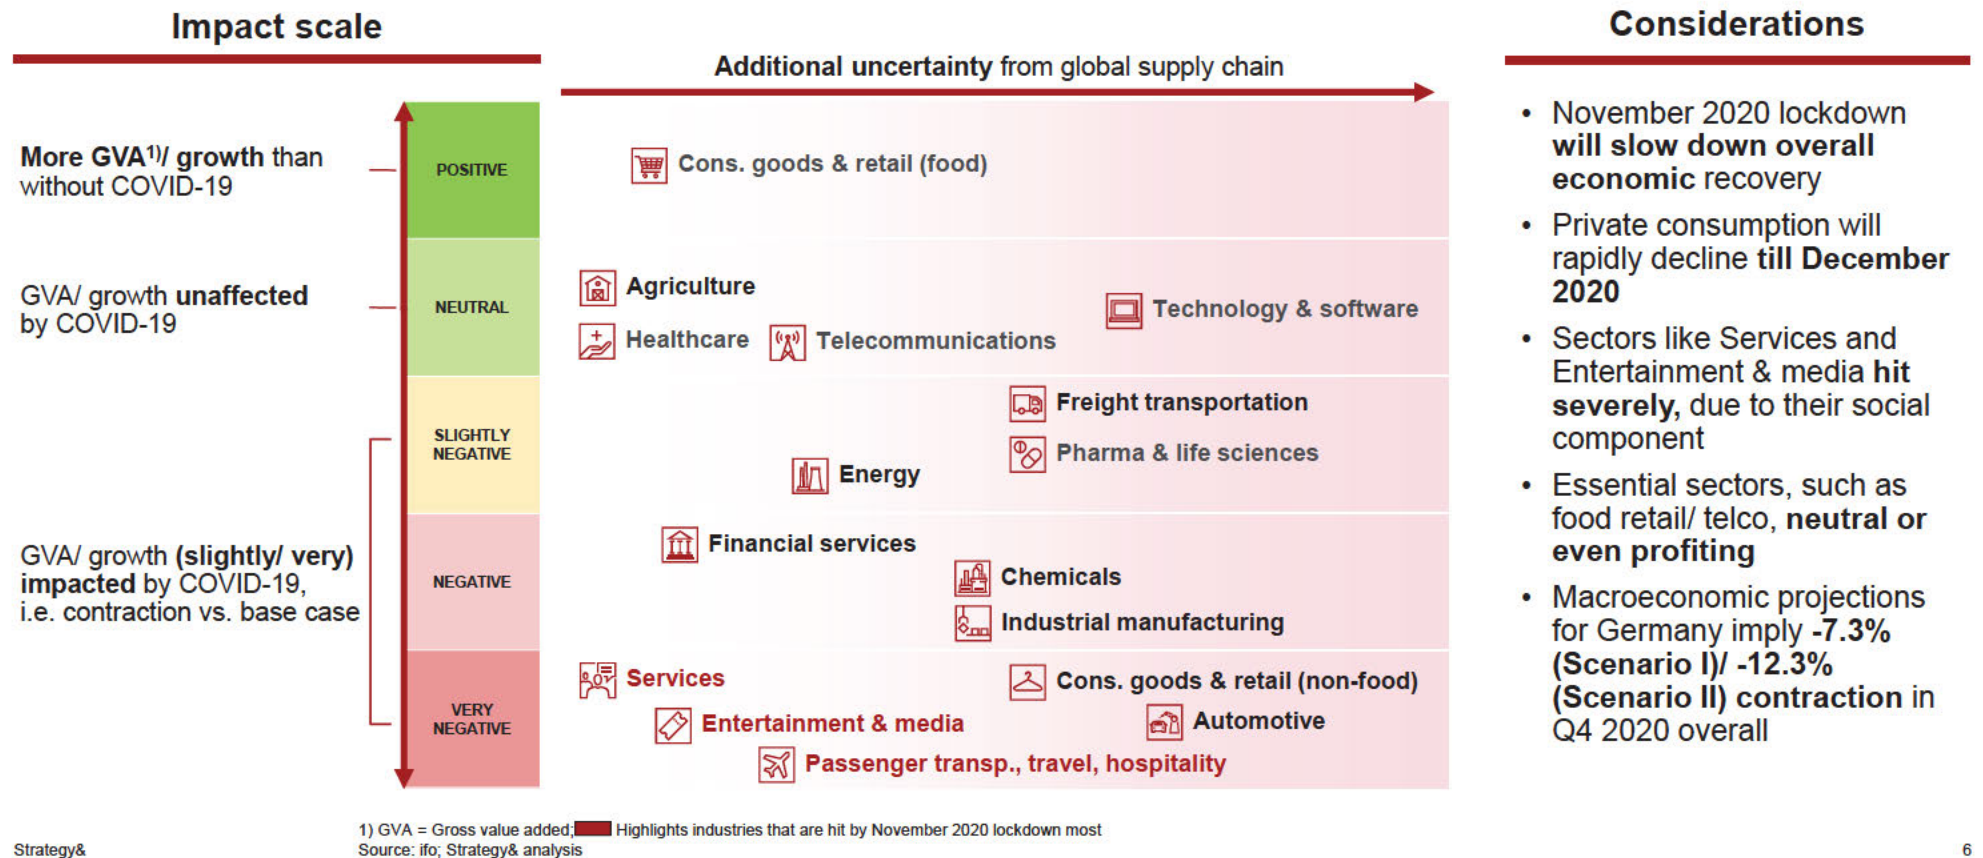 Impact scale
More GVA1)/ growth than
without COVID-19
GVA/ growth unaffected
by COVID-19
GVA/ growth (slightly/ very)
impacted by COVID-19,
i.e. contraction vs. base case
POSITIVE
NEUTRAL
SLIGHTLY
NEGATIVE
NEGATIVE
VERY
NEGATIVE
Additional uncertainty from global supply chain
Cons. goods & retail (food)
Agriculture
Technology & software
Healthcare
Telecommunications
Freight transportation
Pharma & life sciences
Energy
Financial services
Chemicals
Industrial manufacturing
Services
Cons. goods & retail (non-food)
Entertainment & media
Automotive
Passenger transp., travel, hospitality
Considerations
• November 2020 lockdown
will slow down overall
economic recovery
• Private consumption will
rapidly decline till December
2020
• Sectors like Services and
Entertainment & media hit
severely, due to their social
component
• Essential sectors, such as
food retail/ telco, neutral or
even profiting
• Macroeconomic projections
for Germany imply -7.3%
(Scenario I)/ -12.3%
(Scenario II) contraction in
Q4 2020 overall
1) GVA = Gross value added; Highlights industries that are hit by November 2020 lockdown most
Source: ifo; Strategy& analysis
Strategy&
6